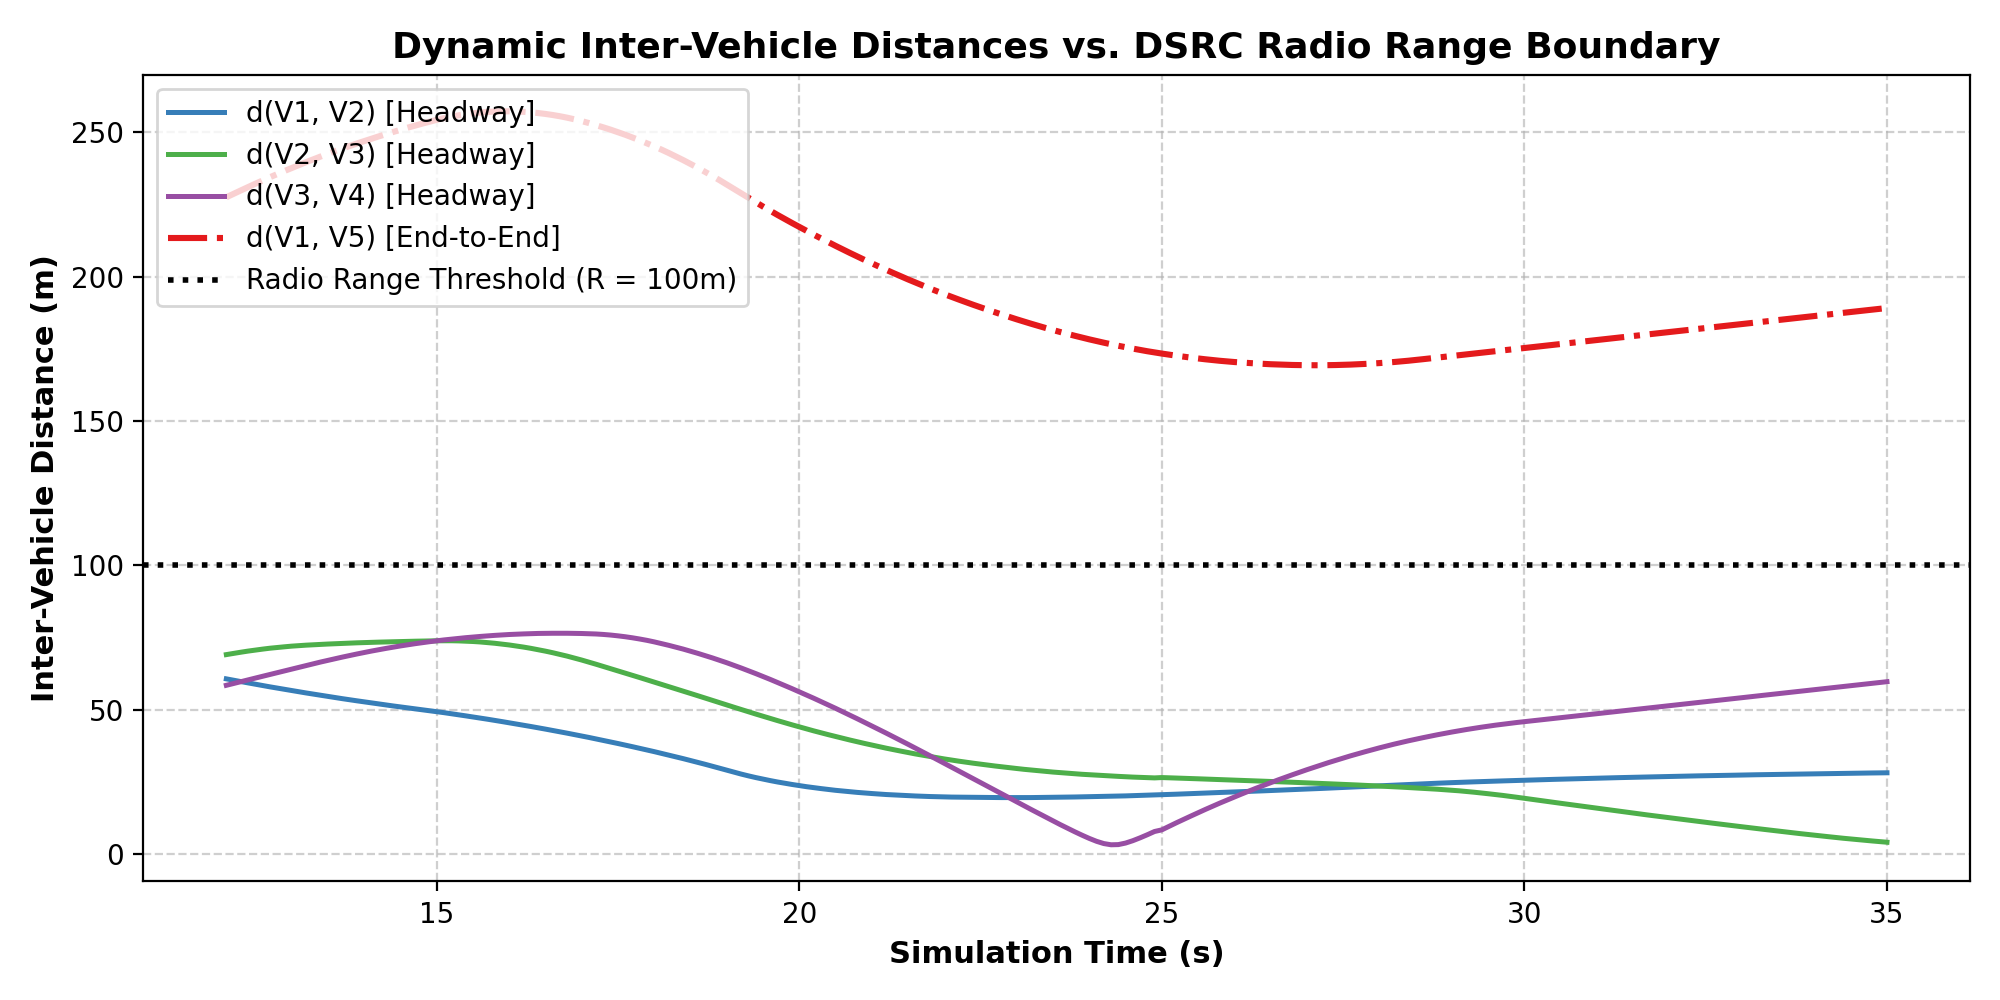 Dynamic Inter-Vehicle Distances vs. DSRC Radio Range Boundary
d(V1, V2) [Headway]
d(V2, V3) [Headway]
d(V3, V4) [Headway]
d(V1, V5) [End-to-End]
Radio Range Threshold (R = 100m)
Inter-Vehicle Distance (m)
250
200
150
100
50
0
15
20
25
30
35
Simulation Time (s)